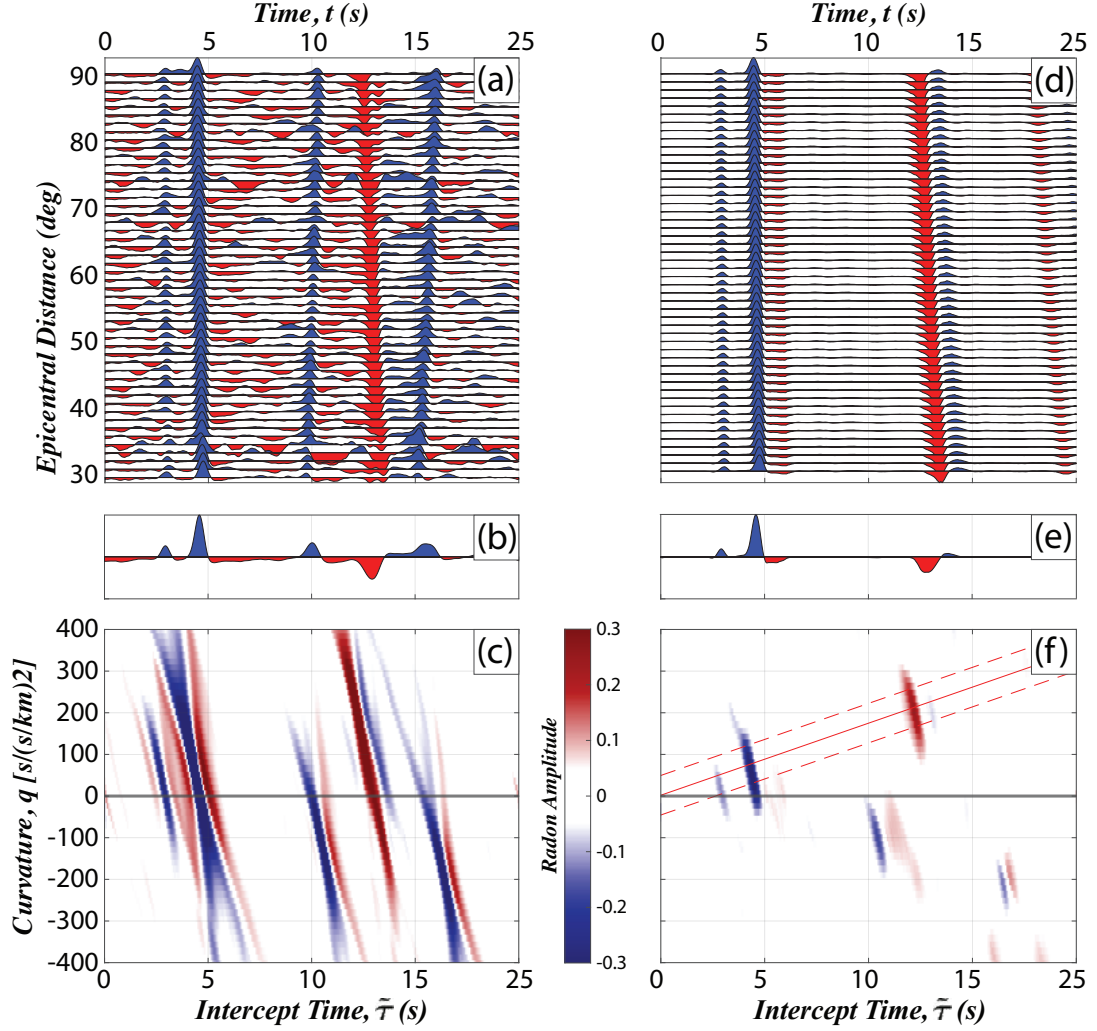 Time, t (s)
0 5 10 15 20 25
(a)
Epicentral Distance (deg)
90
80
70
60
50
40
30
(b)
(c)
Curvature, q [s/(s/km)2]
400
300
200
100
0
-100
-200
-300
-400
0 5 10 15 20 25
Intercept Time, τ̃ (s)
Radon Amplitude
0.3
0.2
0.1
0
-0.1
-0.2
-0.3
Time, t (s)
0 5 10 15 20 25
(d)
(e)
(f)
0 5 10 15 20 25
Intercept Time, τ̃ (s)